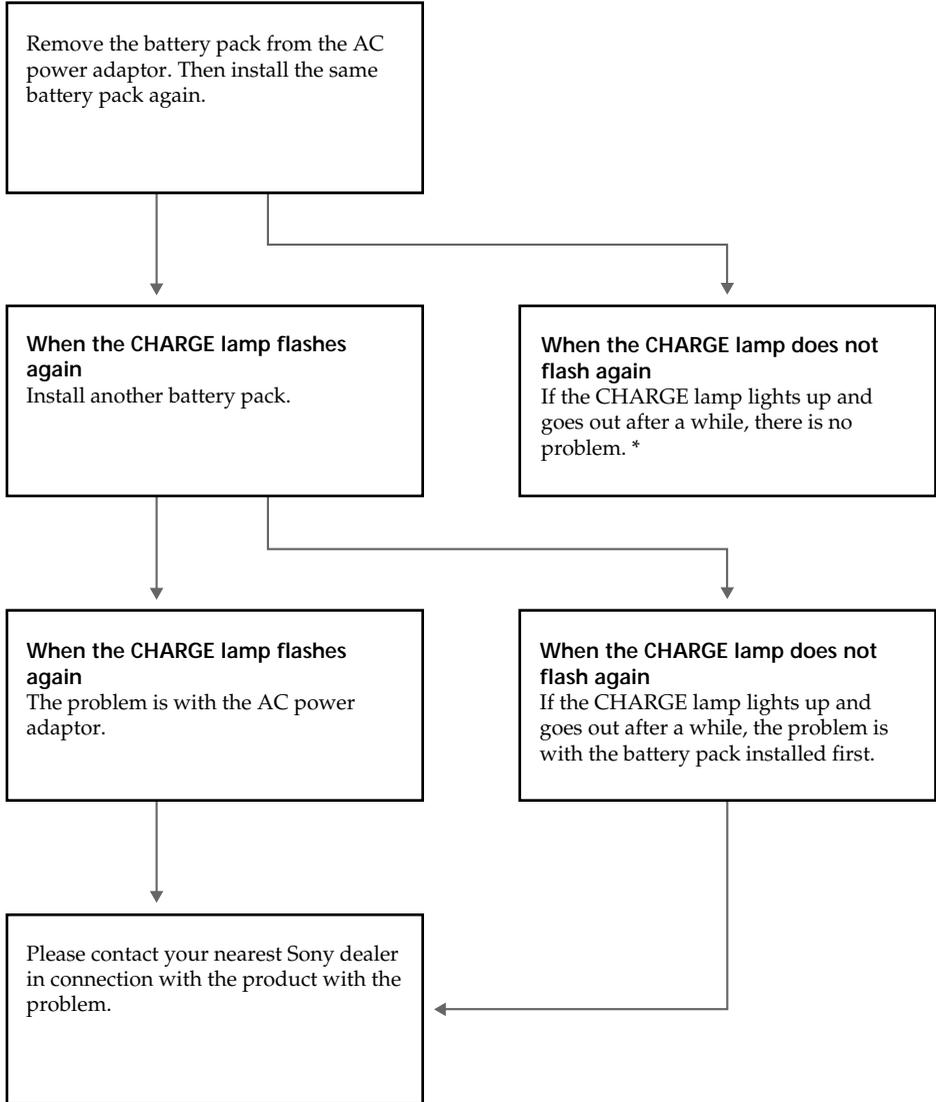 Remove the battery pack from the AC
power adaptor. Then install the same
battery pack again.
When the CHARGE lamp flashes
again
Install another battery pack.
When the CHARGE lamp does not
flash again
If the CHARGE lamp lights up and
goes out after a while, there is no
problem. *
When the CHARGE lamp flashes
again
The problem is with the AC power
adaptor.
When the CHARGE lamp does not
flash again
If the CHARGE lamp lights up and
goes out after a while, the problem is
with the battery pack installed first.
Please contact your nearest Sony dealer
in connection with the product with the
problem.